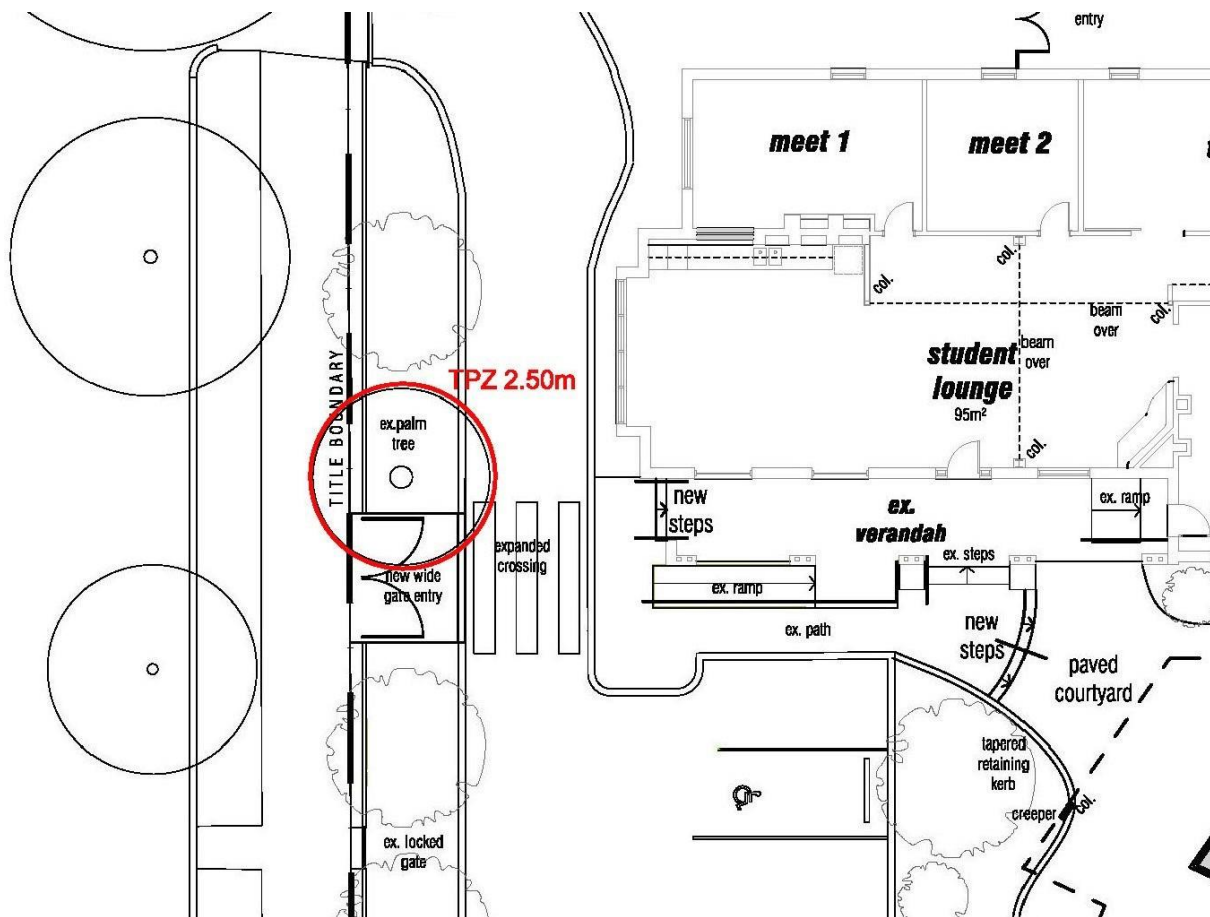 entry
meet 1
meet 2
col.
col.
beam
over
col.
TITLE BOUNDARY
TPZ 2.50m
student
lounge
95m²
beam
over
ex.palm
tree
col.
new
steps
ex.
verandah
ex. ramp
expanded
crossing
new wide
gate entry
ex. steps
ex. ramp
ex. path
new
steps
paved
courtyard
tapered
retaining
kerb
creeper
col.
ex. locked
gate